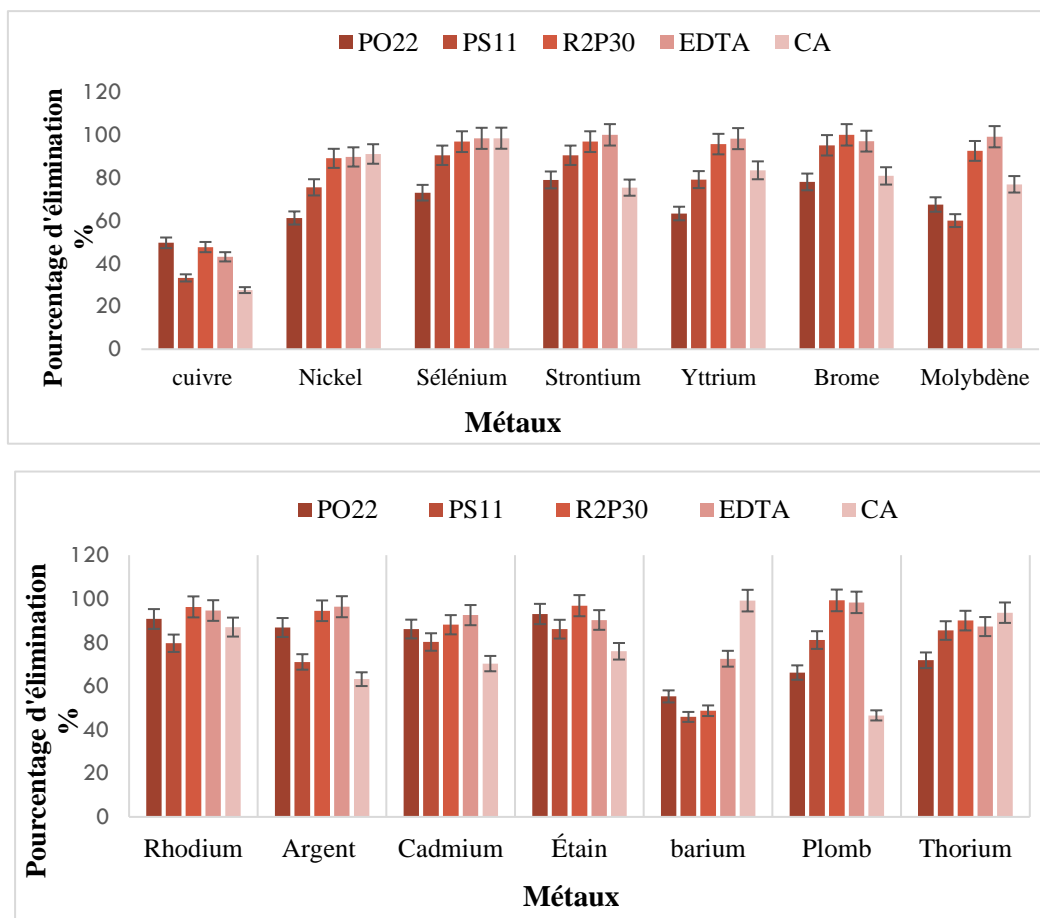 PO22 PS11 R2P30 EDTA CA
Pourcentage d'élimination
%
120
100
80
60
40
20
0
cuivre Nickel Sélénium Strontium Yttrium Brome Molybdène
Métaux
PO22 PS11 R2P30 EDTA CA
Pourcentage d'élimination
%
120
100
80
60
40
20
0
Rhodium Argent Cadmium Étain barium Plomb Thorium
Métaux